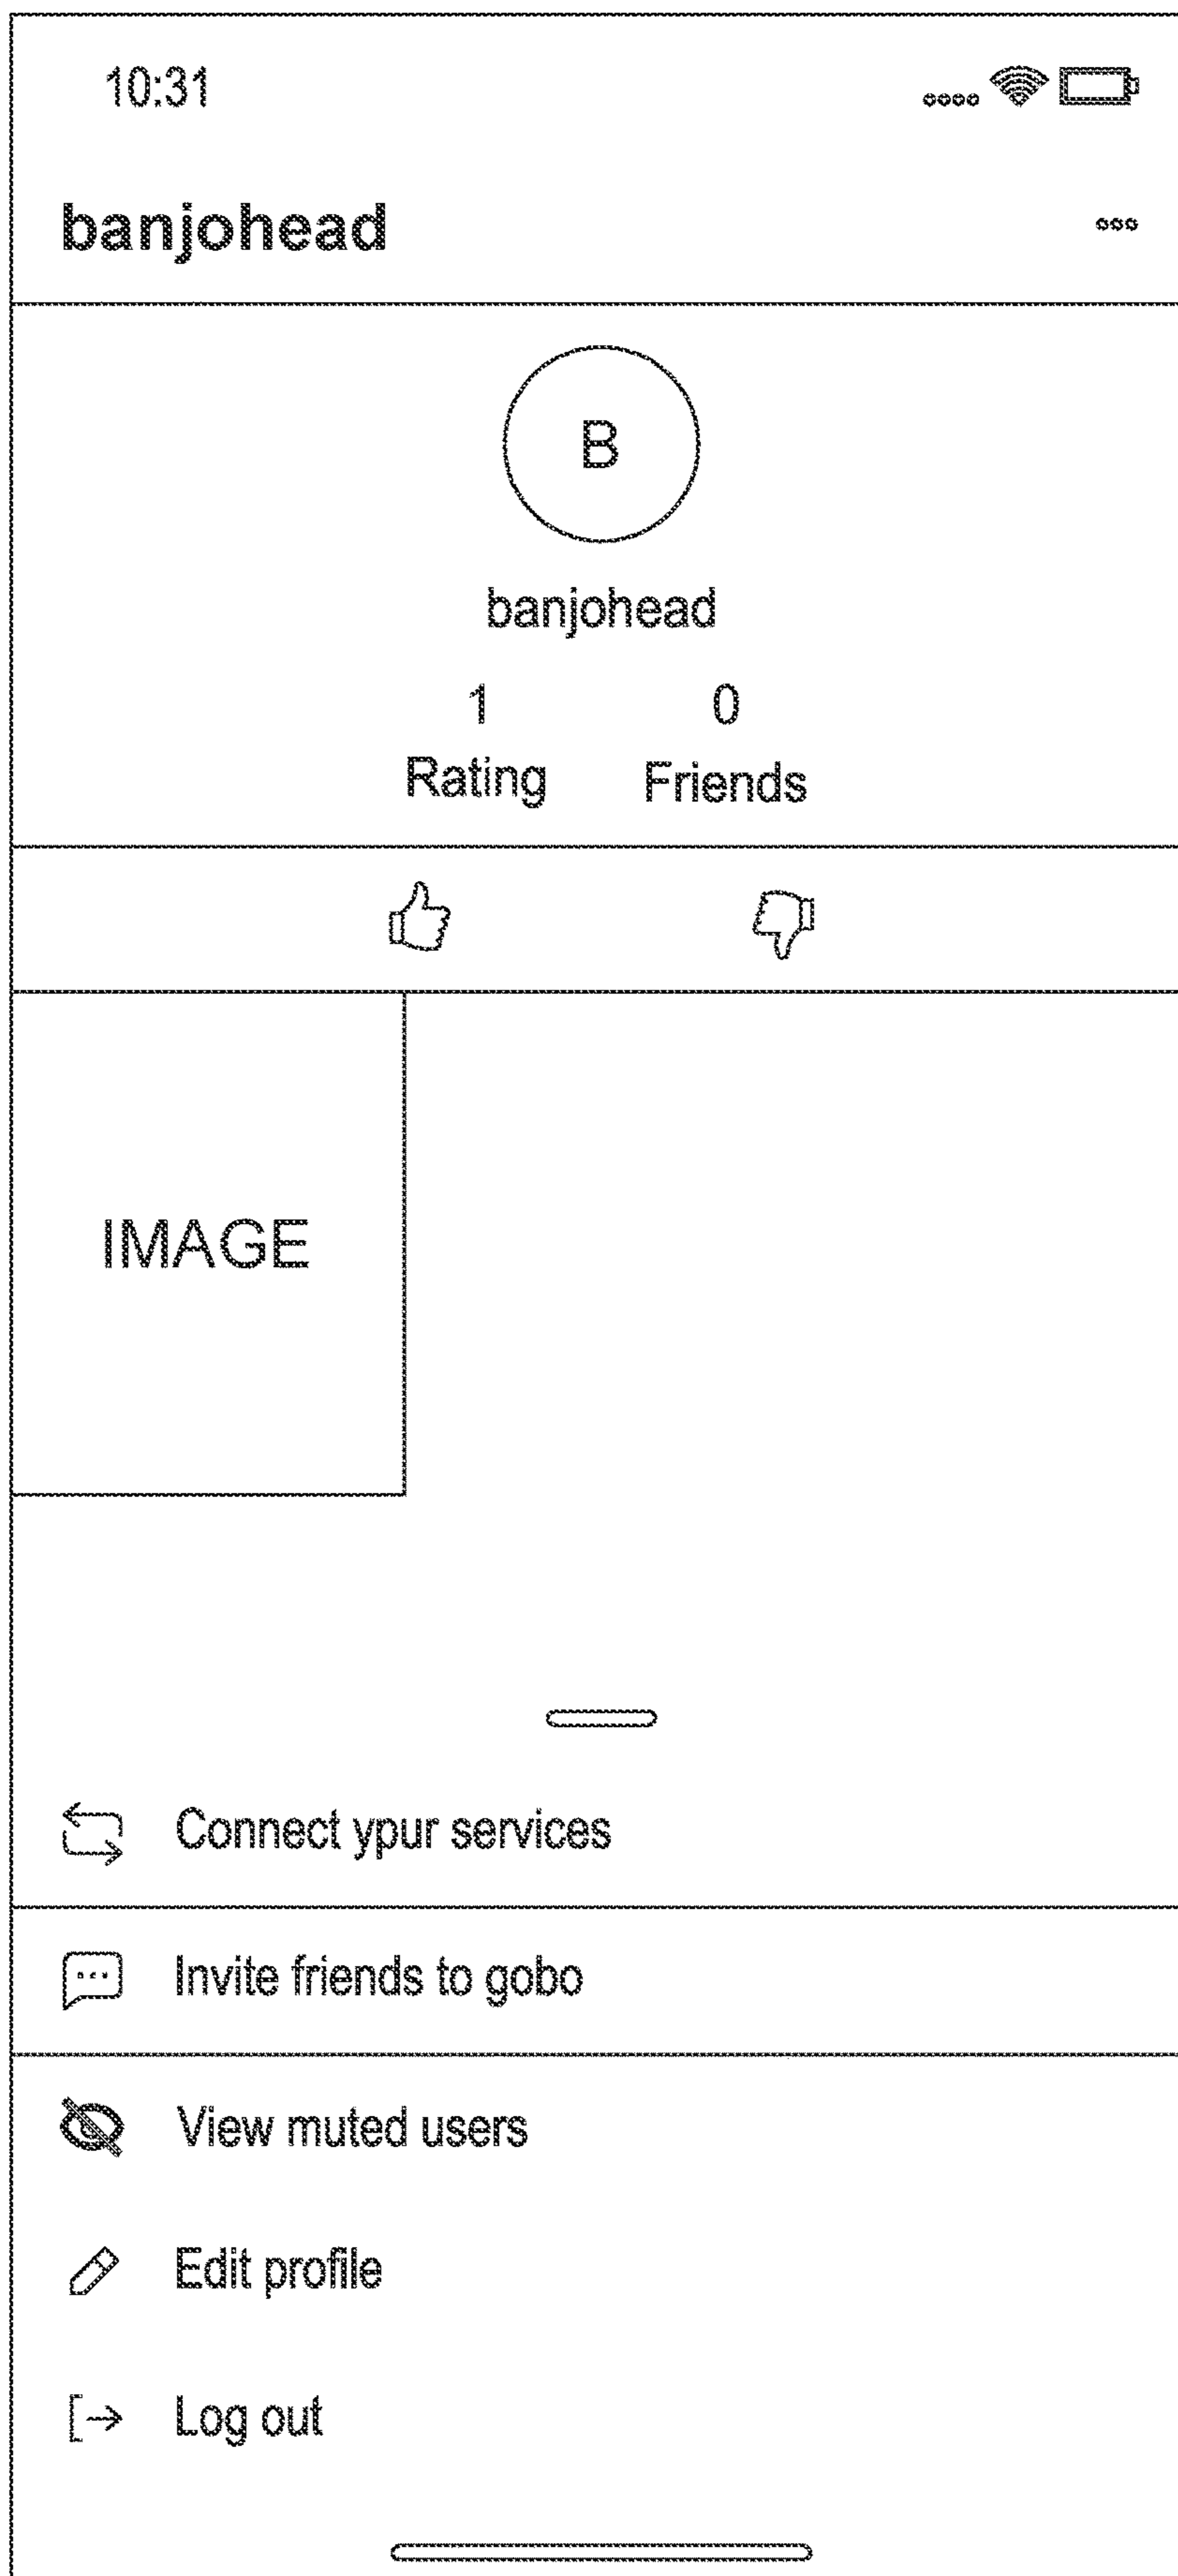 10:31
banjohead
B
banjohead
1 0
Rating Friends
IMAGE
Connect ypur services
Invite friends to gobo
View muted users
Edit profile
Log out